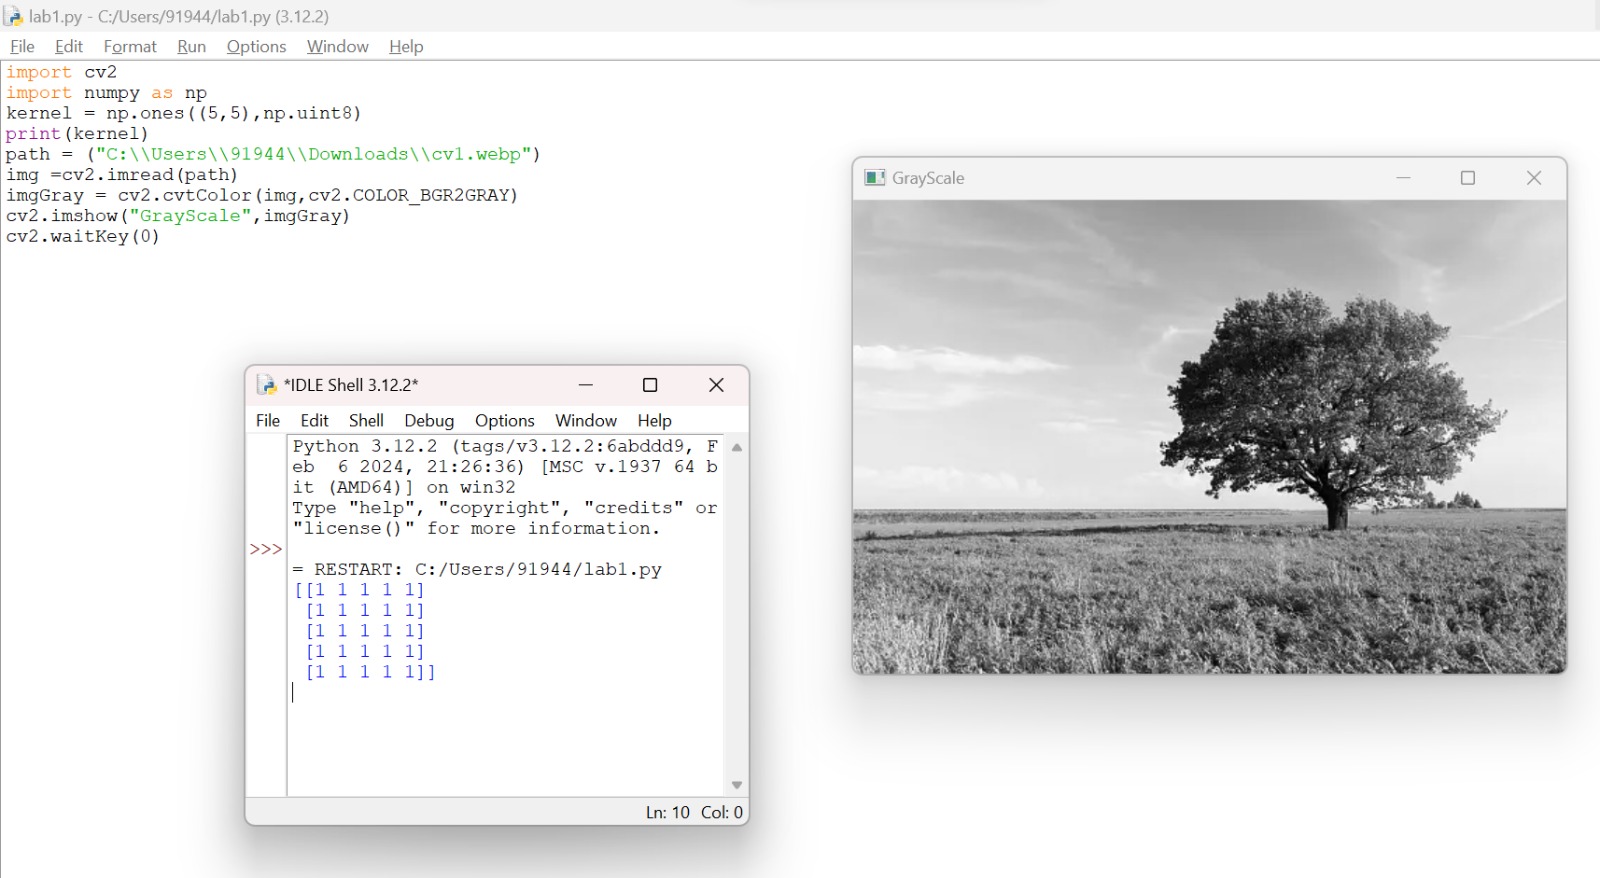 lab1.py - C:/Users/91944/lab1.py (3.12.2)
File Edit Format Run Options Window Help
import cv2
import numpy as np
kernel = np.ones((5,5),np.uint8)
print(kernel)
path = ("C:\\Users\\91944\\Downloads\\cv1.webp")
img =cv2.imread(path)
imgGray = cv2.cvtColor(img,cv2.COLOR_BGR2GRAY)
cv2.imshow("GrayScale",imgGray)
cv2.waitKey(0)
GrayScale
*IDLE Shell 3.12.2*
File Edit Shell Debug Options Window Help
Python 3.12.2 (tags/v3.12.2:6abddd9, F
eb  6 2024, 21:26:36) [MSC v.1937 64 b
it (AMD64)] on win32
Type "help", "copyright", "credits" or
"license()" for more information.
>>>
= RESTART: C:/Users/91944/lab1.py
[[1 1 1 1 1]
 [1 1 1 1 1]
 [1 1 1 1 1]
 [1 1 1 1 1]
 [1 1 1 1 1]]
Ln: 10 Col: 0